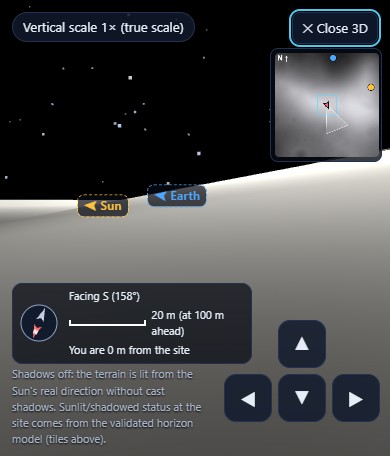 Vertical scale 1× (true scale)
✕ Close 3D
N ↑
Earth
Sun
Facing S (158°)
20 m (at 100 m
ahead)
You are 0 m from the site
Shadows off: the terrain is lit from the
Sun's real direction without cast
shadows. Sunlit/shadowed status at the
site comes from the validated horizon
model (tiles above).